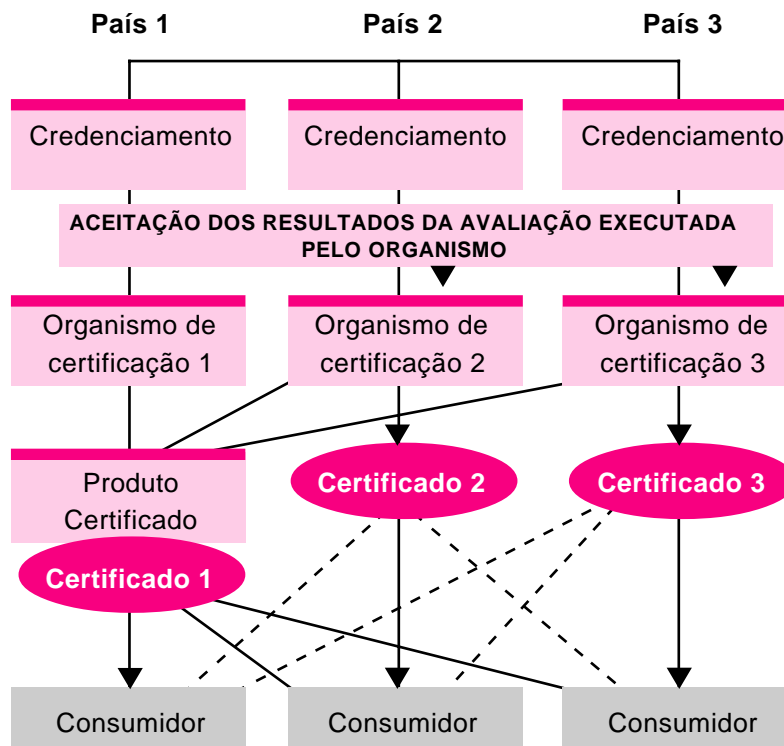 País 1
País 2
País 3
Credenciamento
Credenciamento
Credenciamento
ACEITAÇÃO DOS RESULTADOS DA AVALIAÇÃO EXECUTADA
PELO ORGANISMO
Organismo de
certificação 1
Organismo de
certificação 2
Organismo de
certificação 3
Produto
Certificado
Certificado 1
Certificado 2
Certificado 3
Consumidor
Consumidor
Consumidor